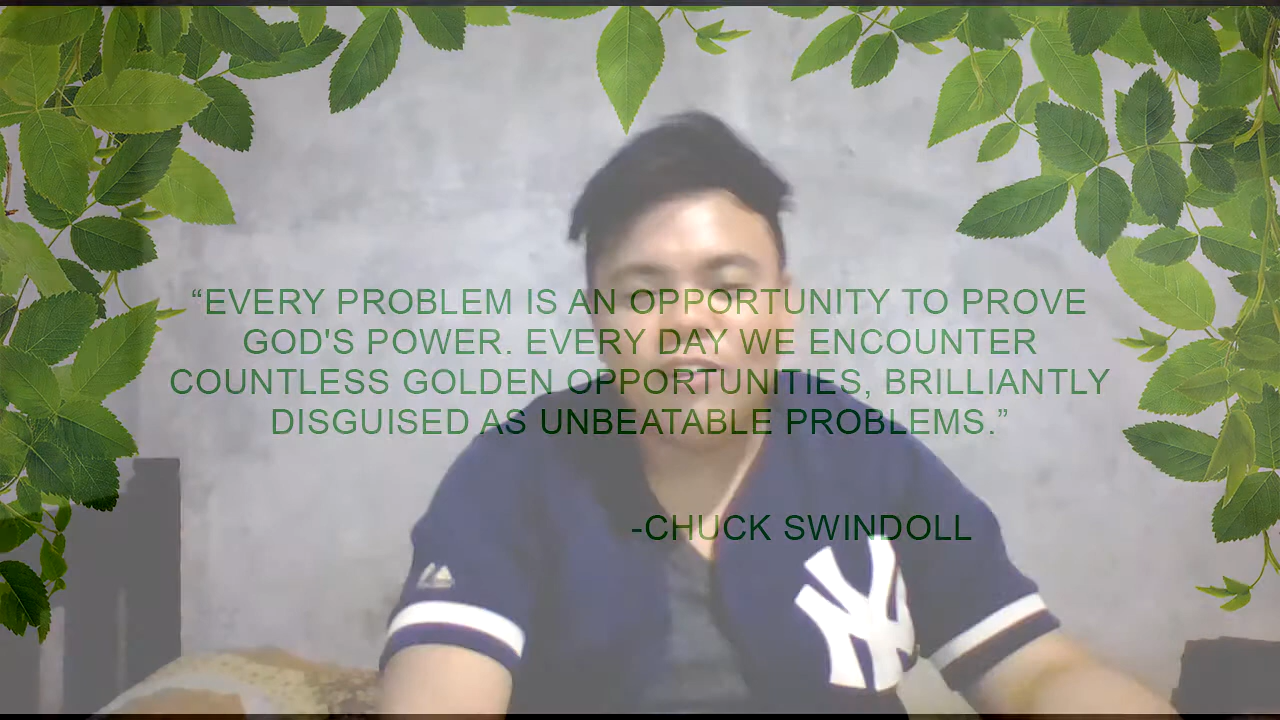 “EVERY PROBLEM IS AN OPPORTUNITY TO PROVE
GOD'S POWER. EVERY DAY WE ENCOUNTER
COUNTLESS GOLDEN OPPORTUNITIES, BRILLIANTLY
DISGUISED AS UNBEATABLE PROBLEMS.”
-CHUCK SWINDOLL
NY